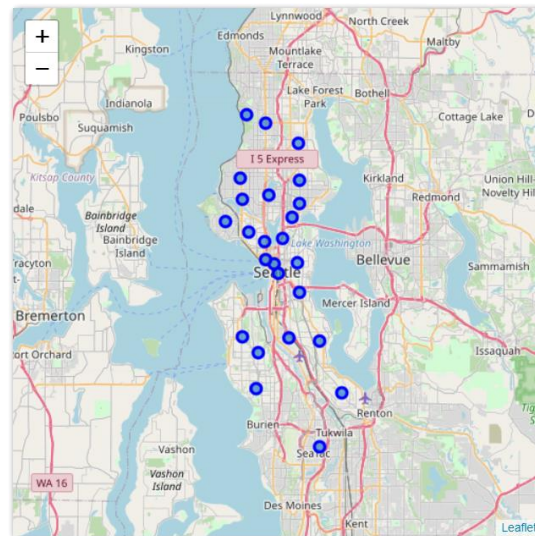 +
−
Lynnwood
North Creek
Edmonds
Maltby
Kingston
Mountlake
Terrace
Lake Forest
Park
Bothell
Indianola
Poulsbo
Suquamish
Cottage Lake
I 5 Express
Kitsap County
Kirkland
Union Hill-
Novelty Hil
dale
Redmond
Bainbridge
Island
Bainbridge
Island
Lake Washington
racyton
Seattle
Bellevue
Sammamish
Bremerton
Mercer Island
ort Orchard
Issaquah
Renton
Burien
Tukwila
Vashon
SeaTac
Vashon
Island
WA 16
Des Moines
Kent
Leaflet